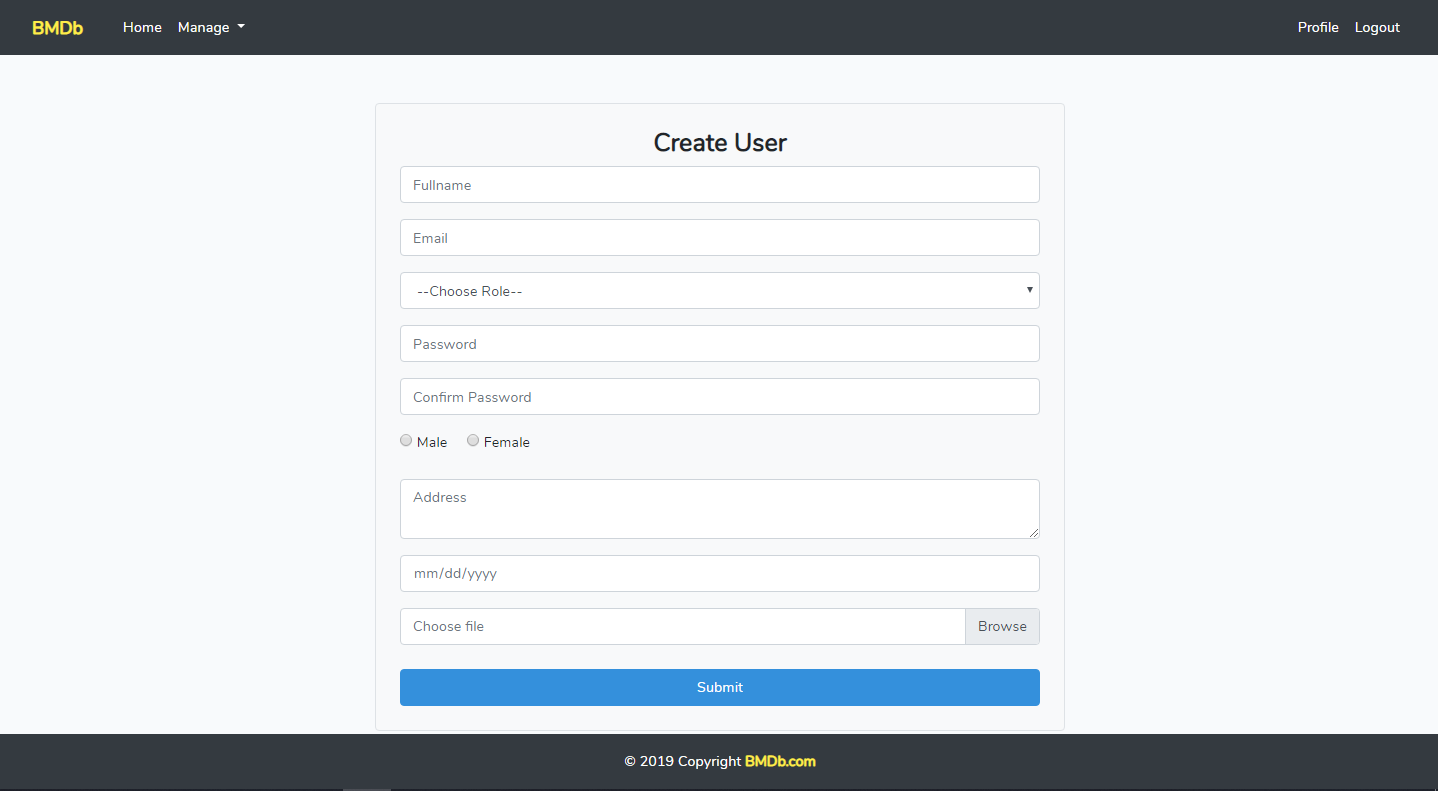 BMDb Home Manage Profile Logout
Create User
Fullname
Email
--Choose Role--
Password
Confirm Password
Male Female
Address
mm/dd/yyyy
Choose file Browse
Submit
© 2019 Copyright BMDb.com